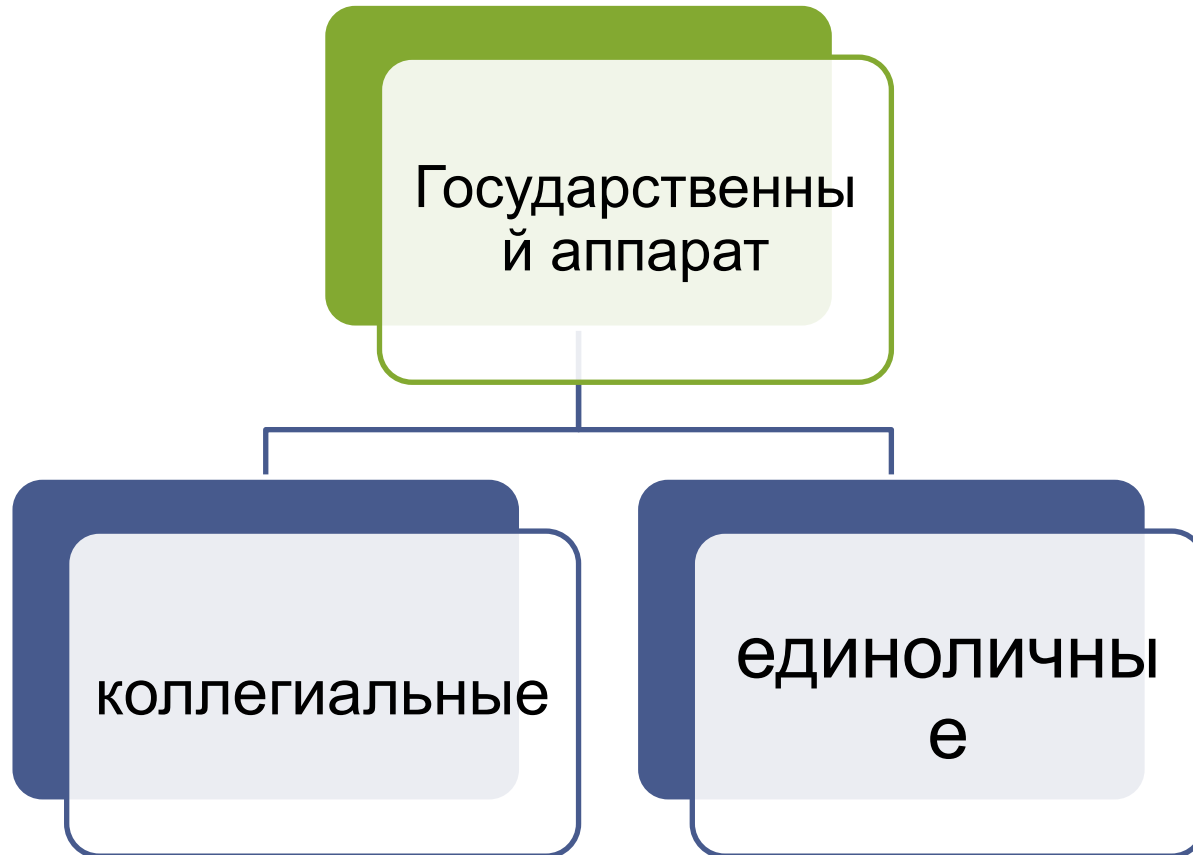 Государственны
й аппарат
коллегиальные
единоличны
е